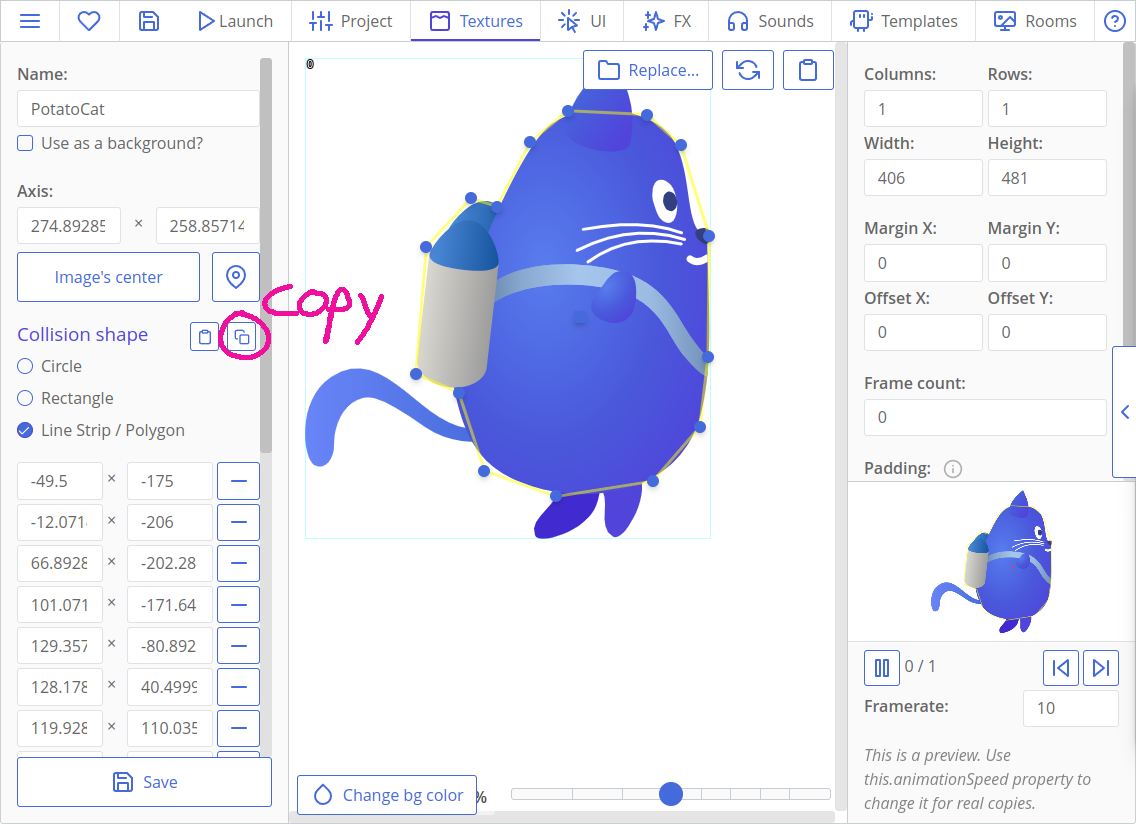 Launch Project Textures UI FX Sounds Templates Rooms
Name:
PotatoCat
Use as a background?
Axis:
274.89285 × 258.85714
Image's center
Collision shape
copy
Circle
Rectangle
Line Strip / Polygon
-49.5 × -175
-12.071 × -206
66.8928 × -202.28
101.071 × -171.64
129.357 × -80.892
128.178 × 40.4999
119.928 × 110.035
Save
0
Replace...
Change bg color %
Columns: Rows:
1 1
Width: Height:
406 481
Margin X: Margin Y:
0 0
Offset X: Offset Y:
0 0
Frame count:
0
Padding:
0 / 1
Framerate: 10
This is a preview. Use
this.animationSpeed property to
change it for real copies.